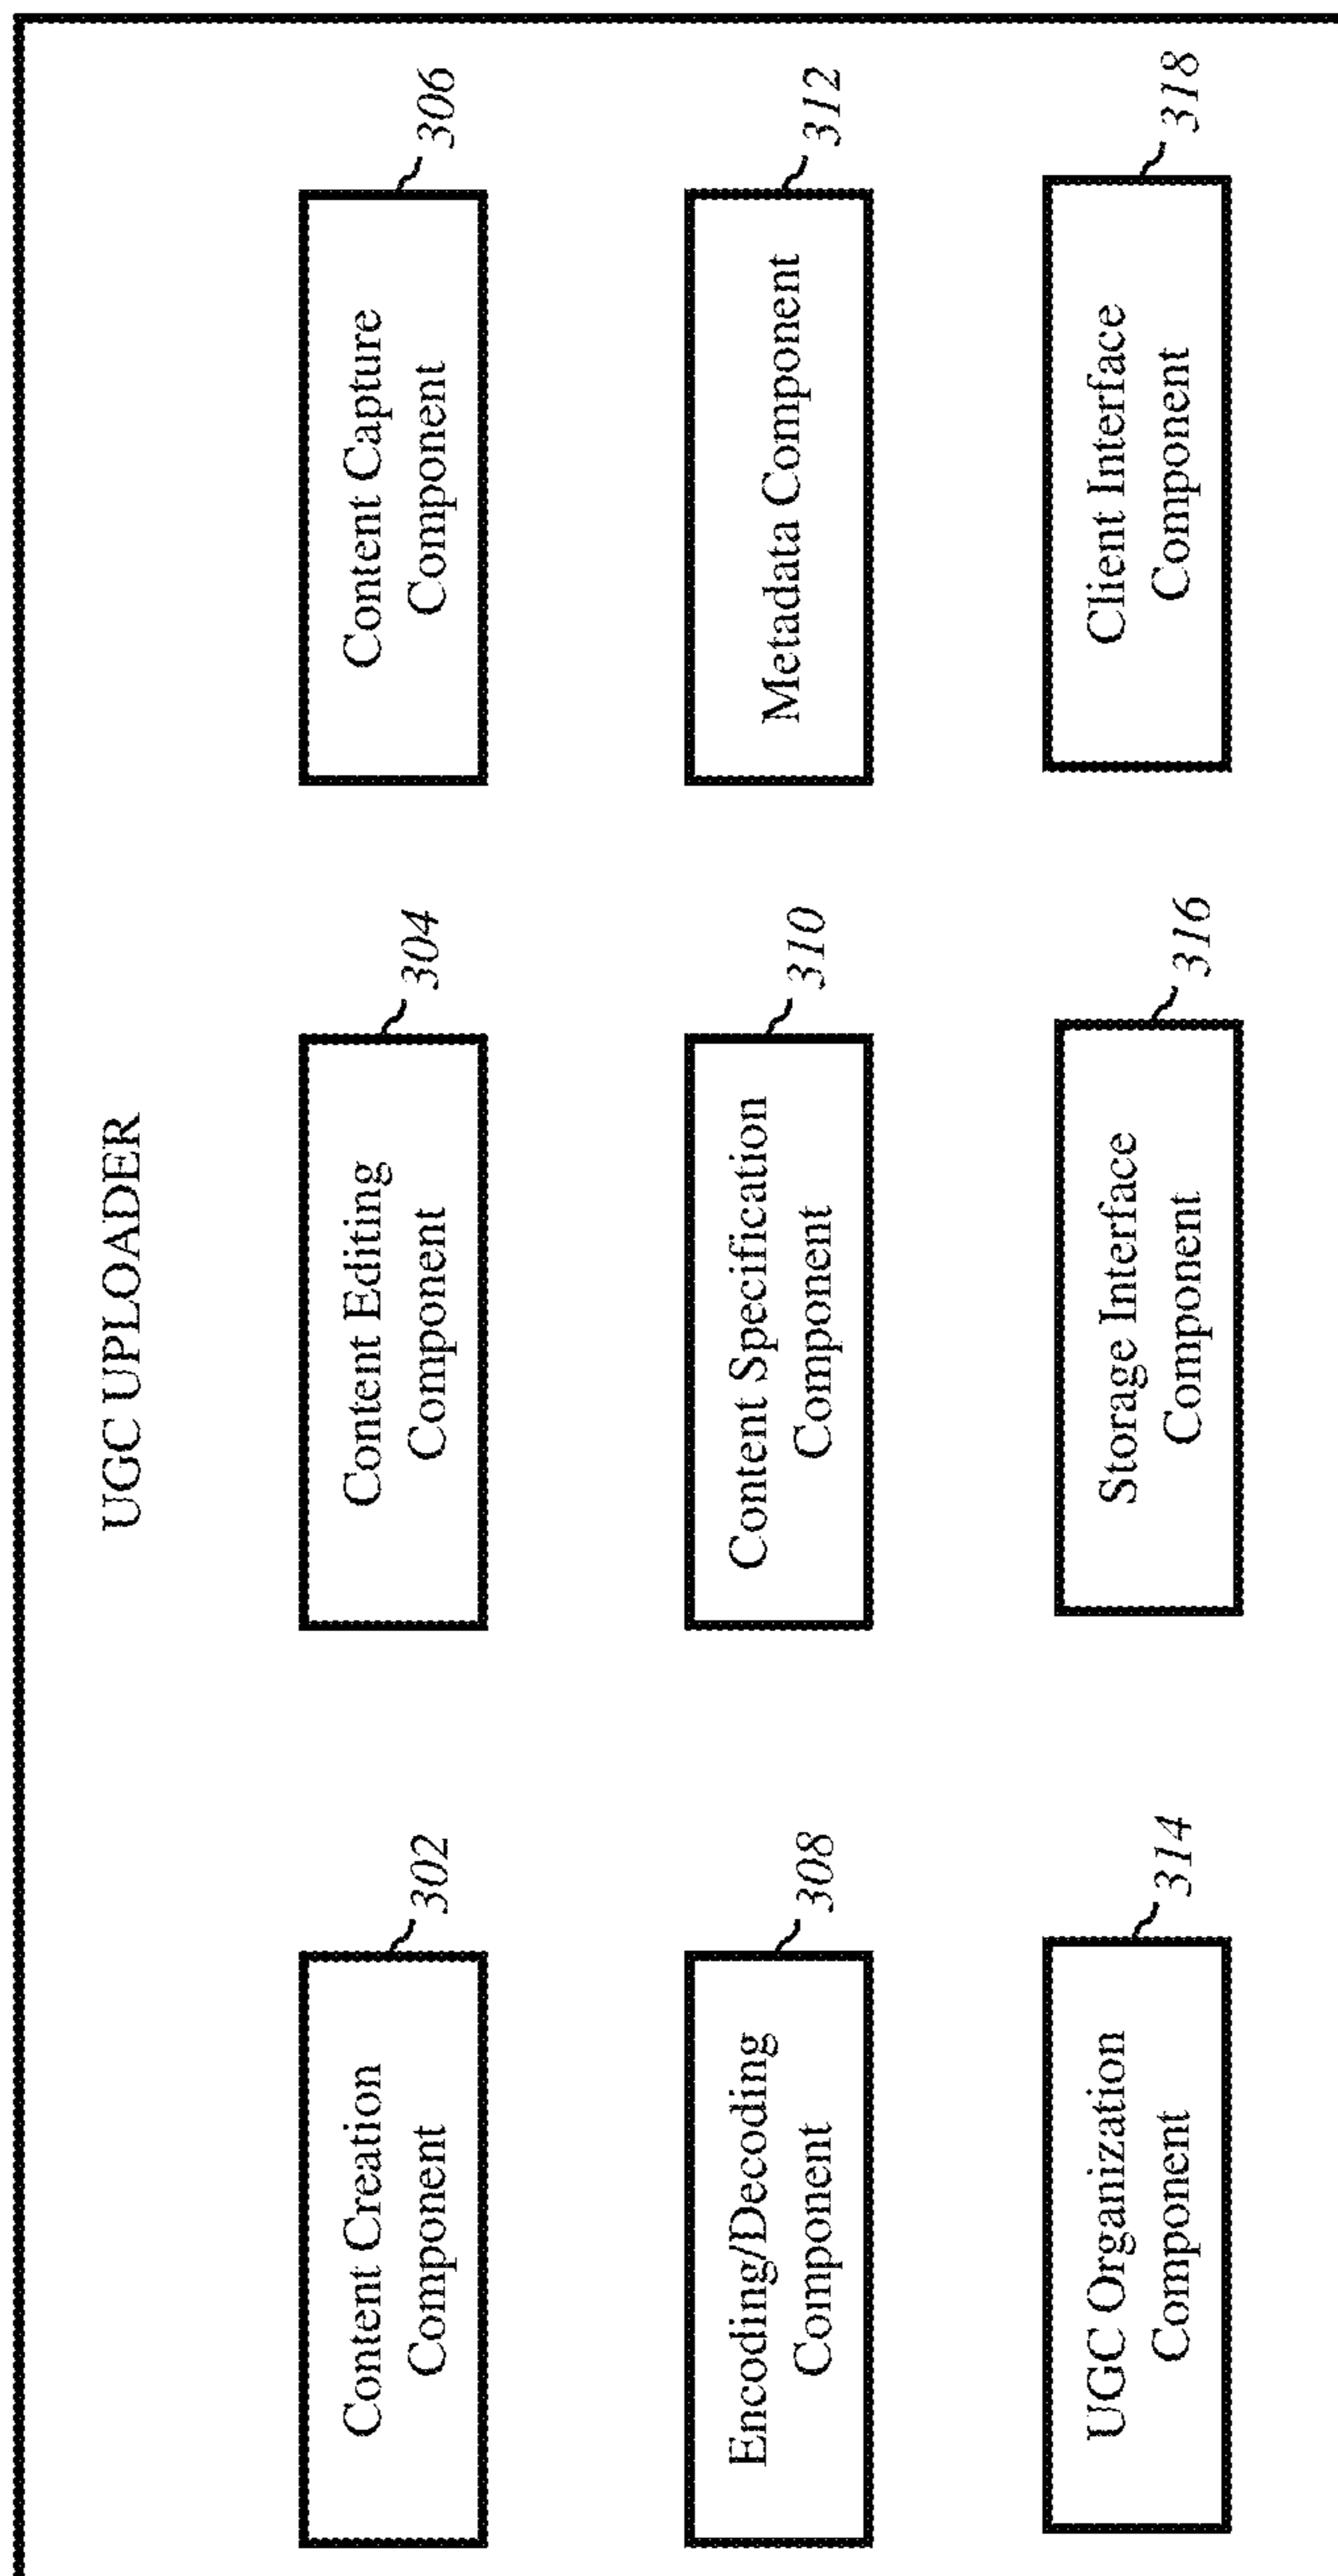 UGC UPLOADER
Content Creation
Component
302
Content Editing
Component
304
Content Capture
Component
306
Encoding/Decoding
Component
308
Content Specification
Component
310
Metadata Component
312
UGC Organization
Component
314
Storage Interface
Component
316
Client Interface
Component
318